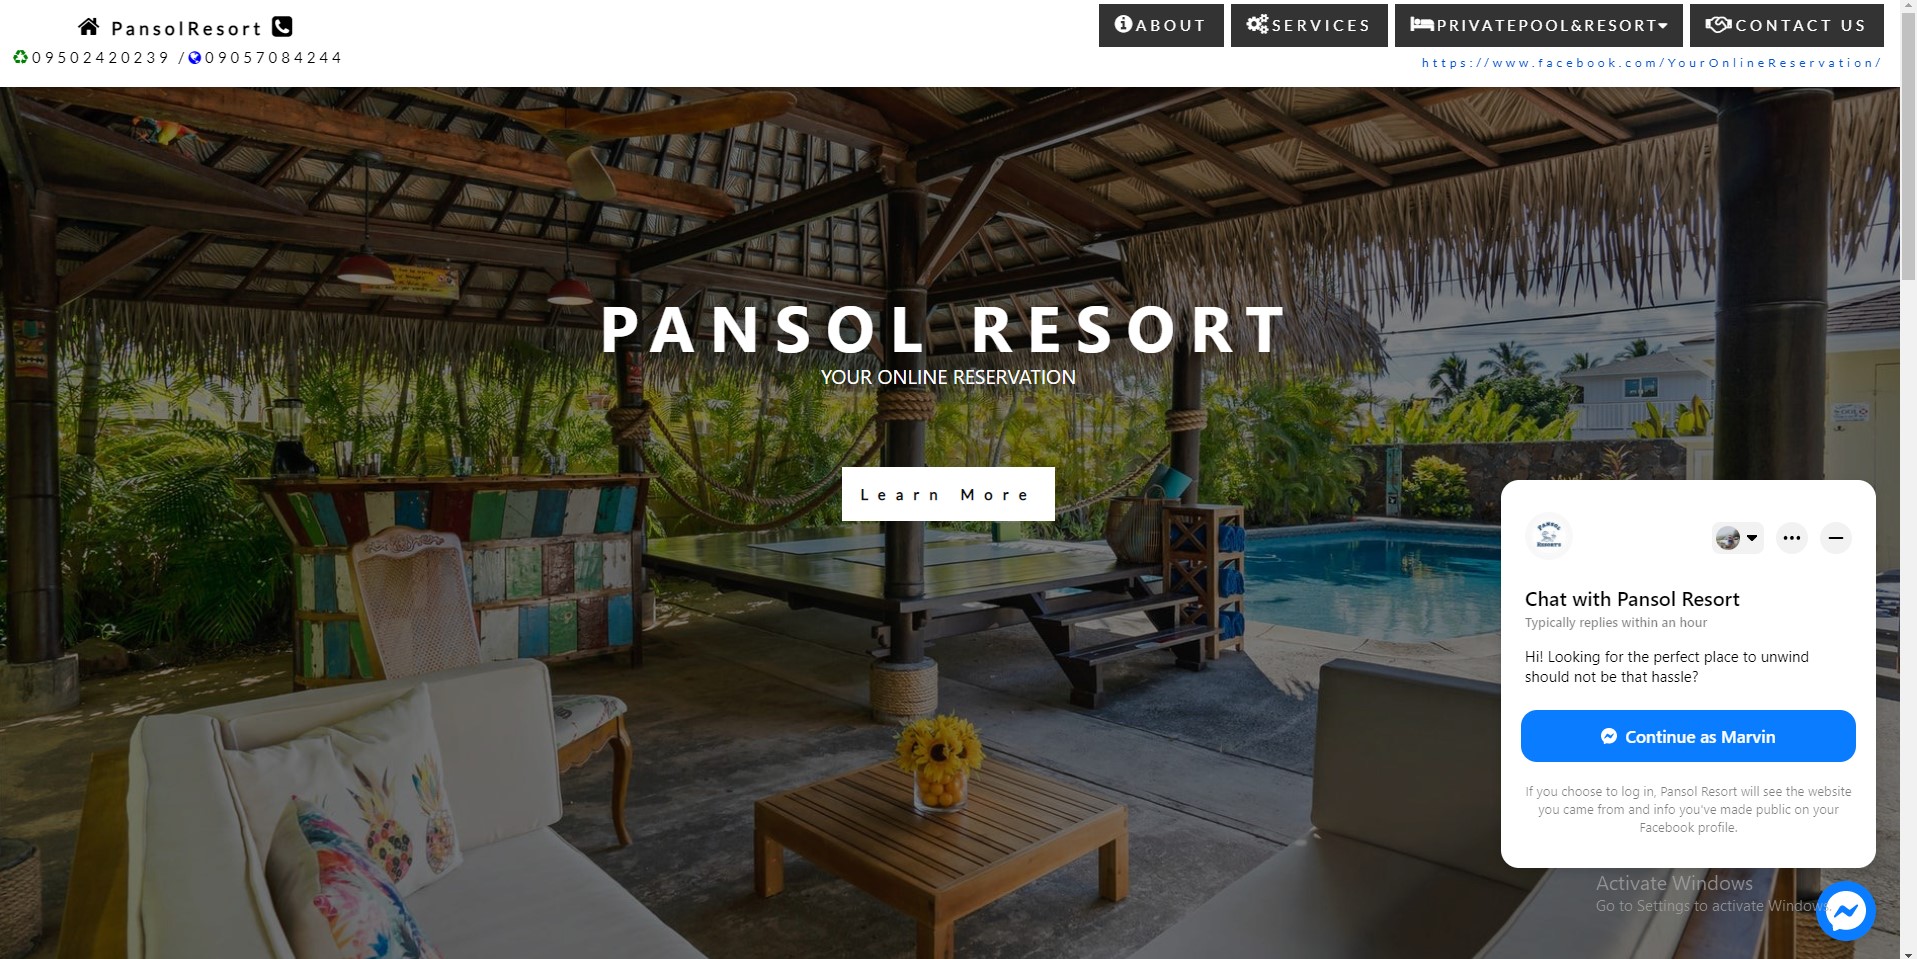 PansolResort
09502420239 /09057084244
ABOUT
SERVICES
PRIVATEPOOL&RESORT
CONTACT US
https://www.facebook.com/YourOnlineReservation/
PANSOL RESORT
YOUR ONLINE RESERVATION
Learn More
PANSOL
RESORTS
Chat with Pansol Resort
Typically replies within an hour
Hi! Looking for the perfect place to unwind
should not be that hassle?
Continue as Marvin
If you choose to log in, Pansol Resort will see the website
you came from and info you've made public on your
Facebook profile.
Activate Windows
Go to Settings to activate Windows.